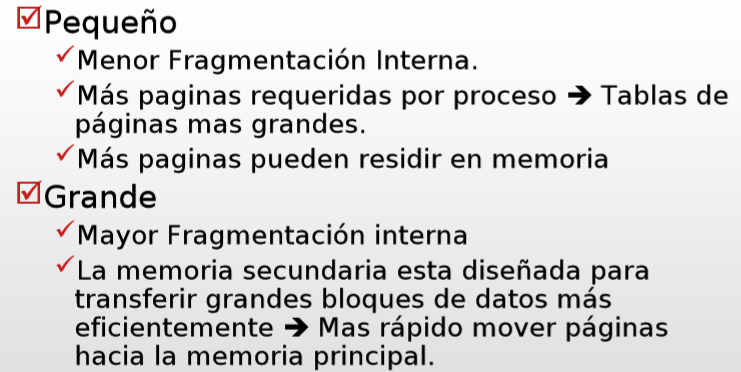 Pequeño
Menor Fragmentación Interna.
Más paginas requeridas por proceso ➔ Tablas de
páginas mas grandes.
Más paginas pueden residir en memoria
Grande
Mayor Fragmentación interna
La memoria secundaria esta diseñada para
transferir grandes bloques de datos más
eficientemente ➔ Mas rápido mover páginas
hacia la memoria principal.